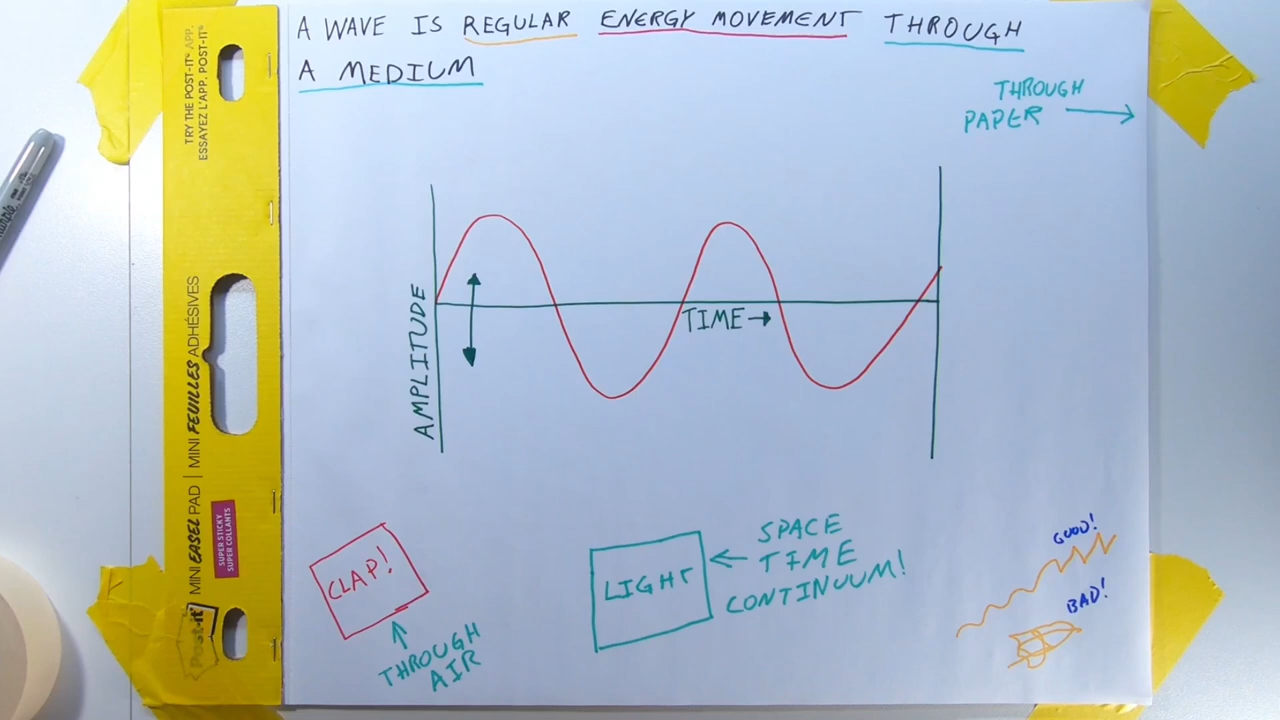 A WAVE IS REGULAR ENERGY MOVEMENT THROUGH
A MEDIUM
THROUGH
PAPER →
AMPLITUDE
TIME →
CLAP!
THROUGH
AIR
LIGHT
SPACE
TIME
CONTINUUM!
GOOD!
BAD!
TRY THE POST-IT® APP.
ESSAYEZ L'APP. POST-IT®
MINI EASEL PAD | MINI FEUILLES ADHÉSIVES
SUPER STICKY
SUPER COLLANTS
Post-it